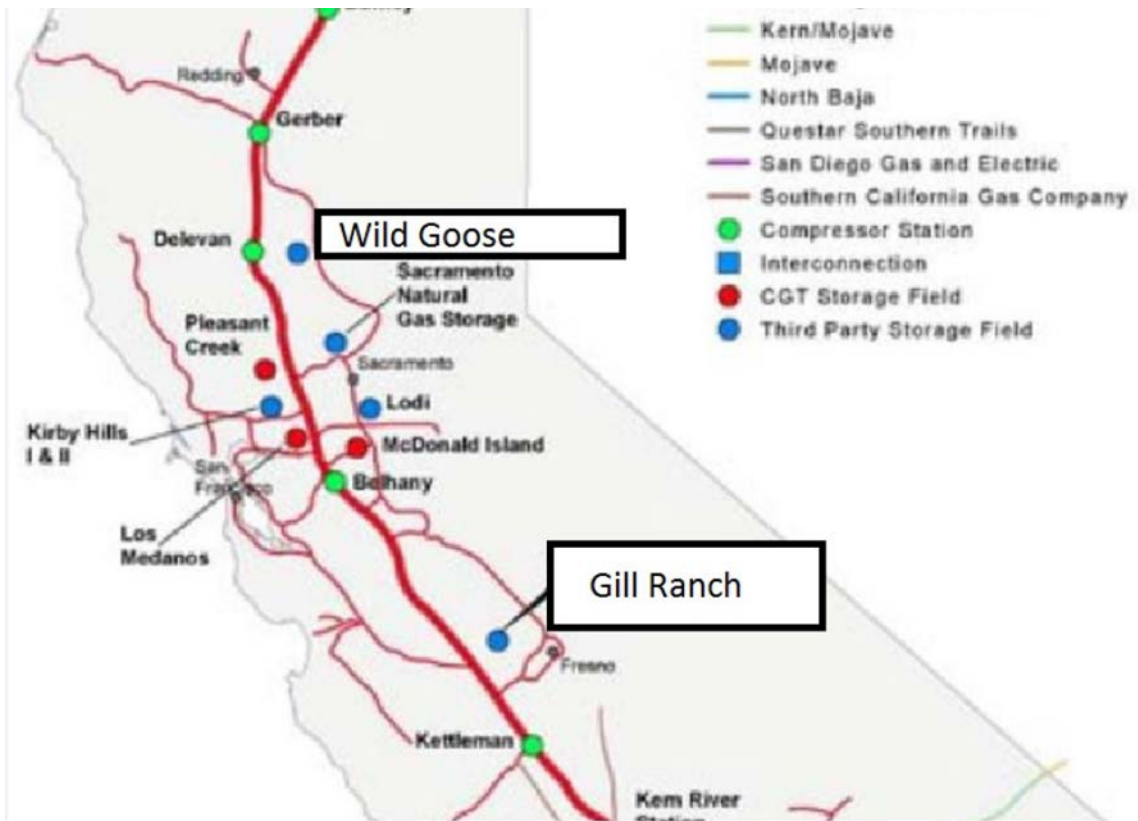 Kern/Mojave
Mojave
North Baja
Questar Southern Trails
San Diego Gas and Electric
Southern California Gas Company
Compressor Station
Interconnection
CGT Storage Field
Third Party Storage Field
Redding
Gerber
Wild Goose
Delevan
Sacramento
Natural
Gas Storage
Pleasant
Creek
Sacramento
Lodi
Kirby Hills
I & II
McDonald Island
San
Francisco
Bethany
Los
Medanos
Gill Ranch
Fresno
Kettleman
Kern River